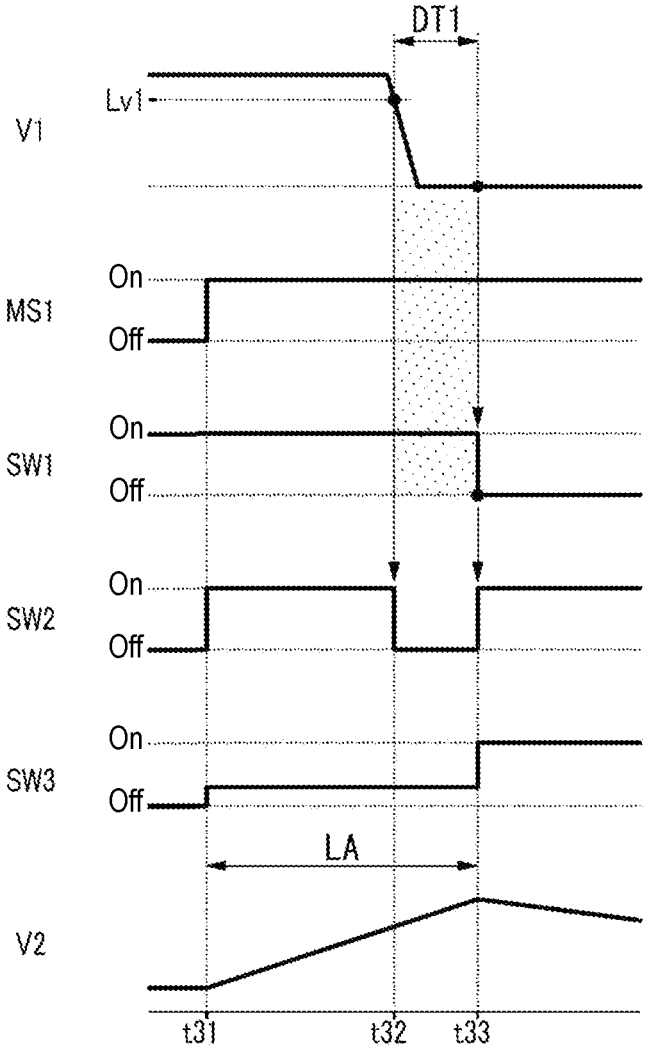 DT1
Lv1
V1
On
MS1
Off
On
SW1
Off
On
SW2
Off
On
SW3
Off
LA
V2
t31 t32 t33